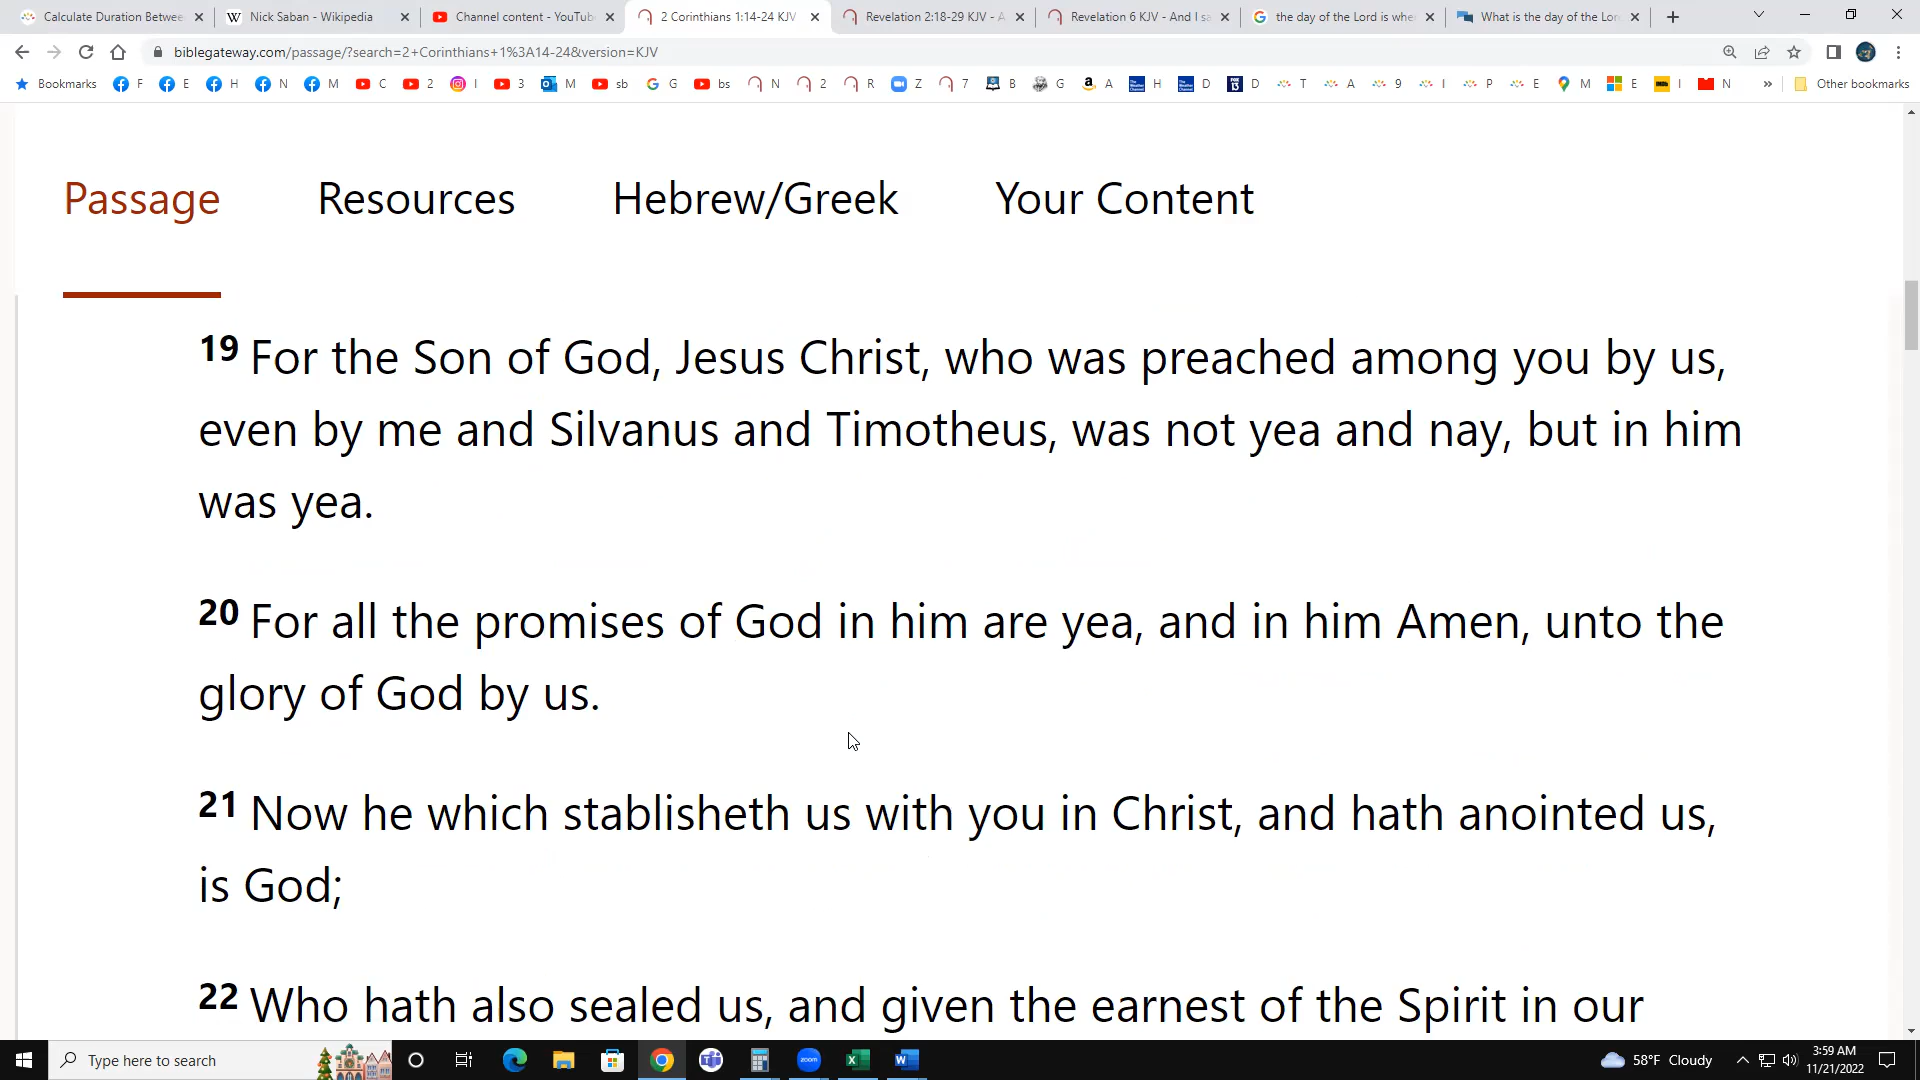 Calculate Duration Betwee
Nick Saban - Wikipedia
Channel content - YouTub
2 Corinthians 1:14-24 KJV
Revelation 2:18-29 KJV - A
Revelation 6 KJV - And I sa
the day of the Lord is whe
What is the day of the Lor
biblegateway.com/passage/?search=2+Corinthians+1%3A14-24&version=KJV
Bookmarks F E H N M C 2 I M 3 sb G bs N 2 R Z 7 B G A H D D T A 9 I P E M E I N » Other bookmarks
Passage Resources Hebrew/Greek Your Content
19 For the Son of God, Jesus Christ, who was preached among you by us,
even by me and Silvanus and Timotheus, was not yea and nay, but in him
was yea.
20 For all the promises of God in him are yea, and in him Amen, unto the
glory of God by us.
21 Now he which stablisheth us with you in Christ, and hath anointed us,
is God;
22 Who hath also sealed us, and given the earnest of the Spirit in our
Type here to search
58°F Cloudy
3:59 AM
11/21/2022